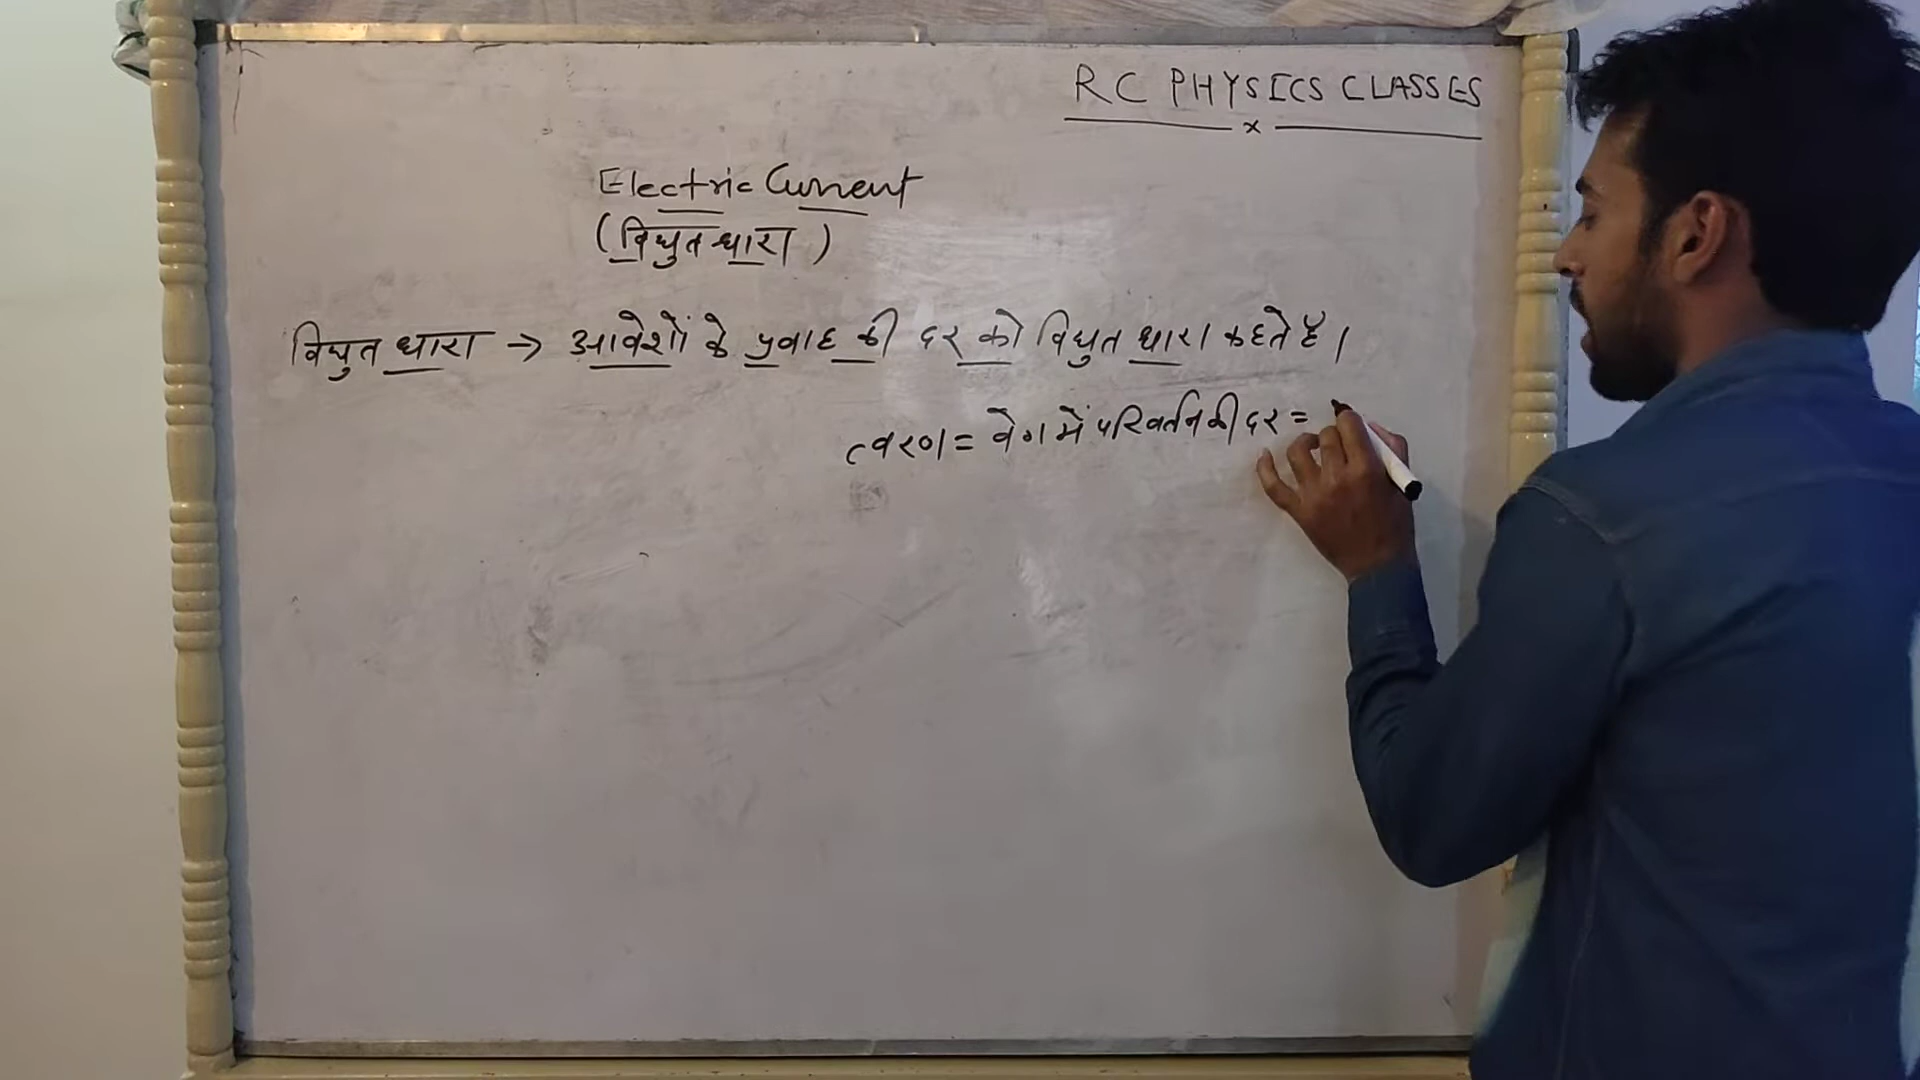 RC PHYSICS CLASSES
x
Electric Current
(विधुत धारा)
विधुत धारा → आवेशों के प्रवाह की दर को विधुत धारा कहते हैं।
त्वरण = वेग में परिवर्तन की दर =